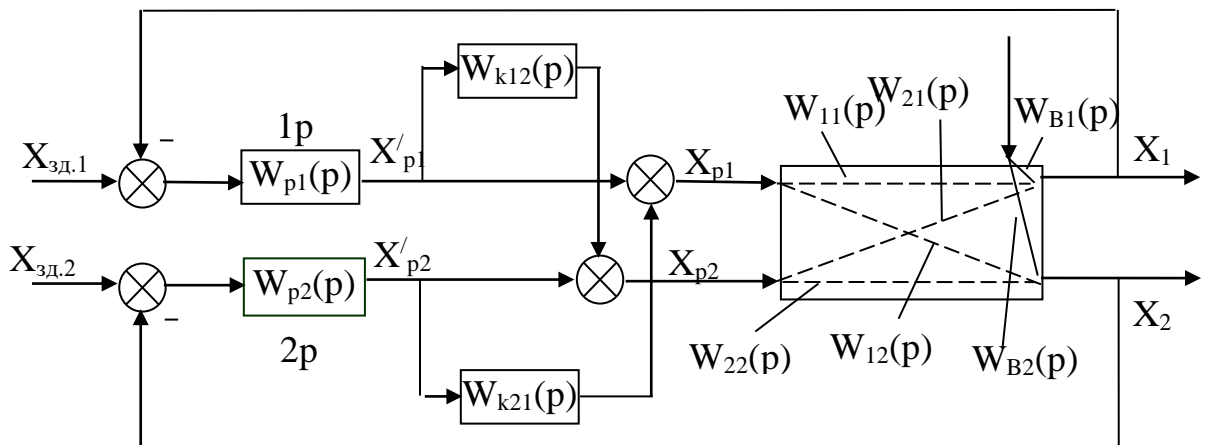 W_k12(p)
W_11(p) W_21(p) W_B1(p)
X_зд.1 – 1p W_p1(p) X^/_p1 X_p1 X_1
X_зд.2 W_p2(p) X^/_p2 X_p2
– 2p X_2
W_22(p) W_12(p) W_B2(p)
W_k21(p)